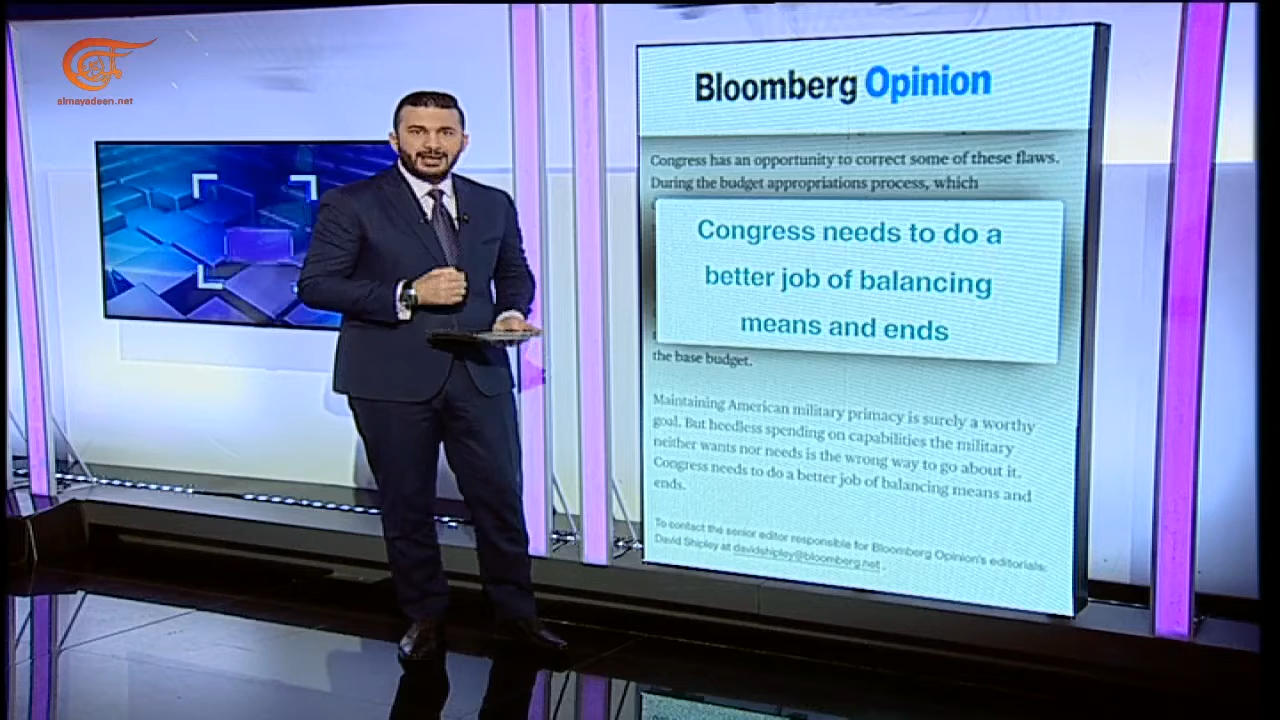 almayadeen.net
Bloomberg Opinion
Congress has an opportunity to correct some of these flaws.
During the budget appropriations process, which
Congress needs to do a
better job of balancing
means and ends
the base budget.
Maintaining American military primacy is surely a worthy
goal. But heedless spending on capabilities the military
neither wants nor needs is the wrong way to go about it.
Congress needs to do a better job of balancing means and
ends.
To contact the senior editor responsible for Bloomberg Opinion's editorials:
David Shipley at davidshipley@bloomberg.net .